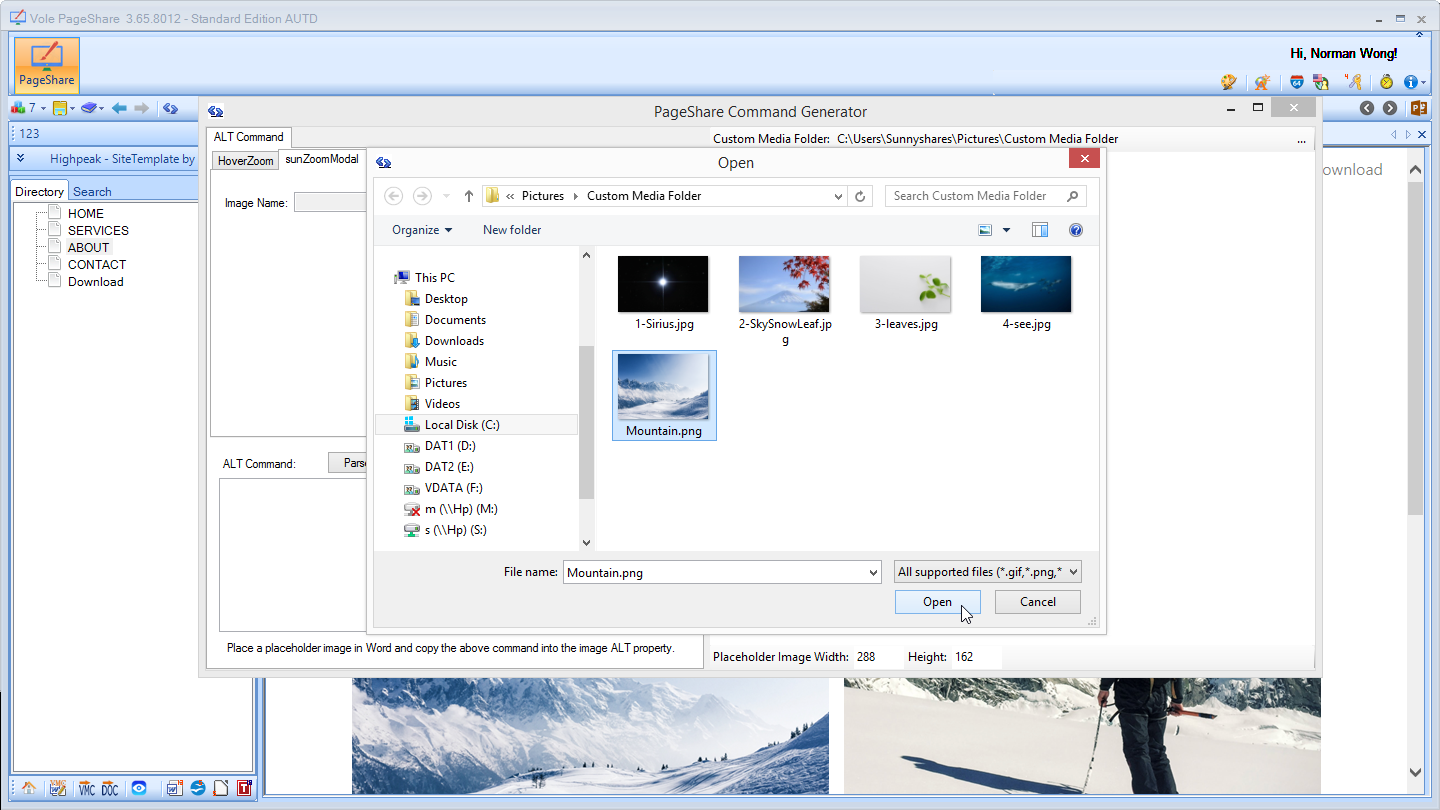 Vole PageShare 3.65.8012 - Standard Edition AUTD
PageShare
Hi, Norman Wong!
7
123
Highpeak - SiteTemplate by
Directory
Search
HOME
SERVICES
ABOUT
CONTACT
Download
PageShare Command Generator
ALT Command
Custom Media Folder: C:\Users\Sunnyshares\Pictures\Custom Media Folder
...
HoverZoom
sunZoomModal
Image Name:
ALT Command:
Parse
Place a placeholder image in Word and copy the above command into the image ALT property.
Placeholder Image Width: 288
Height: 162
ownload
Open
Pictures
Custom Media Folder
Search Custom Media Folder
Organize
New folder
This PC
Desktop
Documents
Downloads
Music
Pictures
Videos
Local Disk (C:)
DAT1 (D:)
DAT2 (E:)
VDATA (F:)
m (\\Hp) (M:)
s (\\Hp) (S:)
1-Sirius.jpg
2-SkySnowLeaf.jp
g
3-leaves.jpg
4-see.jpg
Mountain.png
File name:
Mountain.png
All supported files (*.gif,*.png,*
Open
Cancel
VMC
DOC